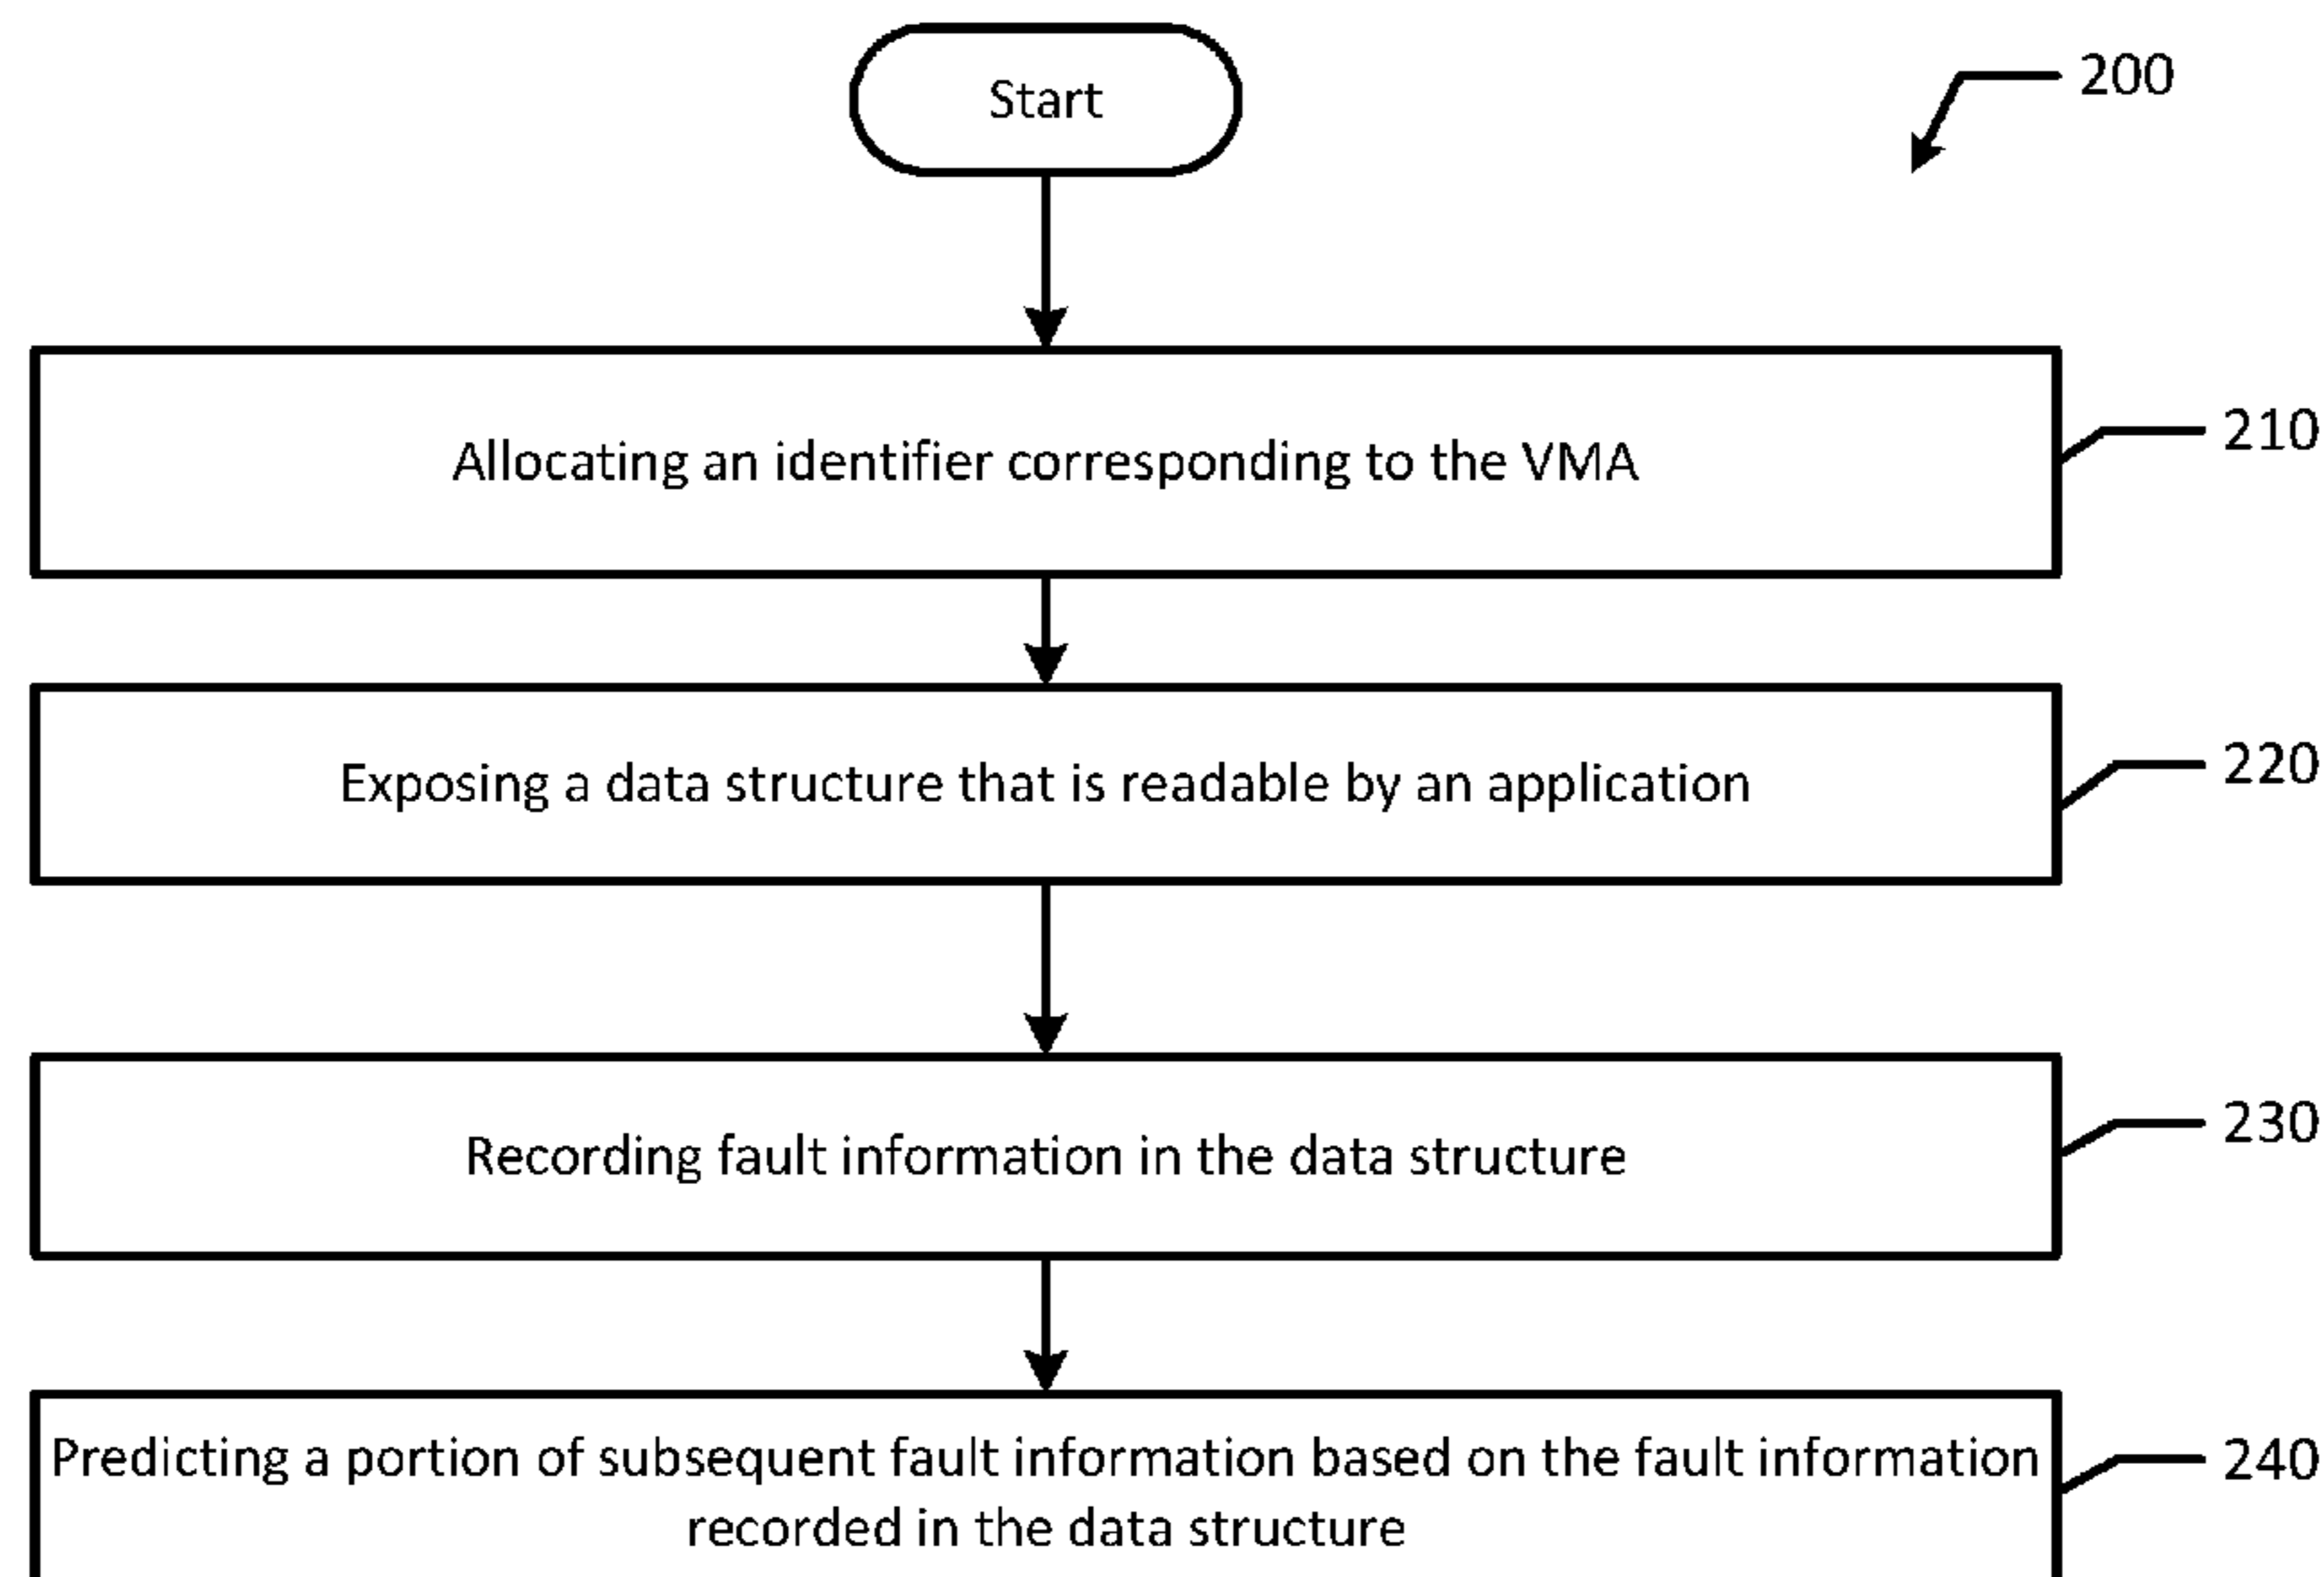 Start
200
Allocating an identifier corresponding to the VMA
210
Exposing a data structure that is readable by an application
220
Recording fault information in the data structure
230
Predicting a portion of subsequent fault information based on the fault information
recorded in the data structure
240